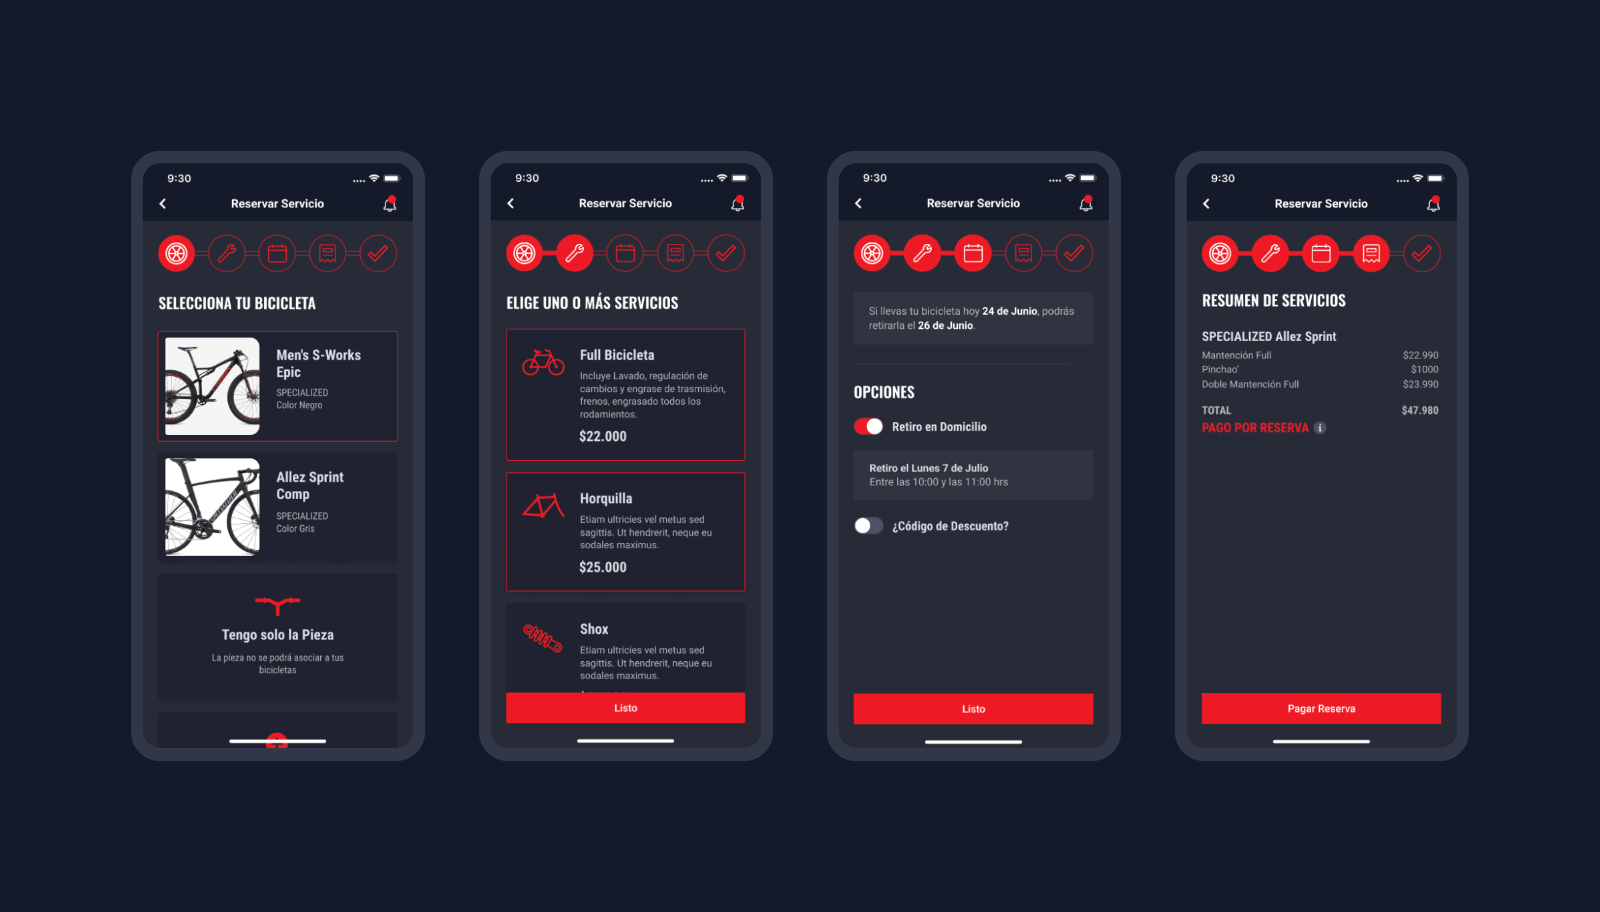 9:30
Reservar Servicio
SELECCIONA TU BICICLETA
Men's S-Works
Epic
SPECIALIZED
Color Negro
Allez Sprint
Comp
SPECIALIZED
Color Gris
Tengo solo la Pieza
La pieza no se podrá asociar a tus
bicicletas
9:30
Reservar Servicio
ELIGE UNO O MÁS SERVICIOS
Full Bicicleta
Incluye Lavado, regulación de
cambios y engrase de trasmisión,
frenos, engrasado todos los
rodamientos.
$22.000
Horquilla
Etiam ultricies vel metus sed
sagittis. Ut hendrerit, neque eu
sodales maximus.
$25.000
Shox
Etiam ultricies vel metus sed
sagittis. Ut hendrerit, neque eu
sodales maximus.
Listo
9:30
Reservar Servicio
Si llevas tu bicicleta hoy 24 de Junio, podrás
retirarla el 26 de Junio.
OPCIONES
Retiro en Domicilio
Retiro el Lunes 7 de Julio
Entre las 10:00 y las 11:00 hrs
¿Código de Descuento?
Listo
9:30
Reservar Servicio
RESUMEN DE SERVICIOS
SPECIALIZED Allez Sprint
Mantención Full $22.990
Pinchao' $1000
Doble Mantención Full $23.990
TOTAL $47.980
PAGO POR RESERVA i
Pagar Reserva